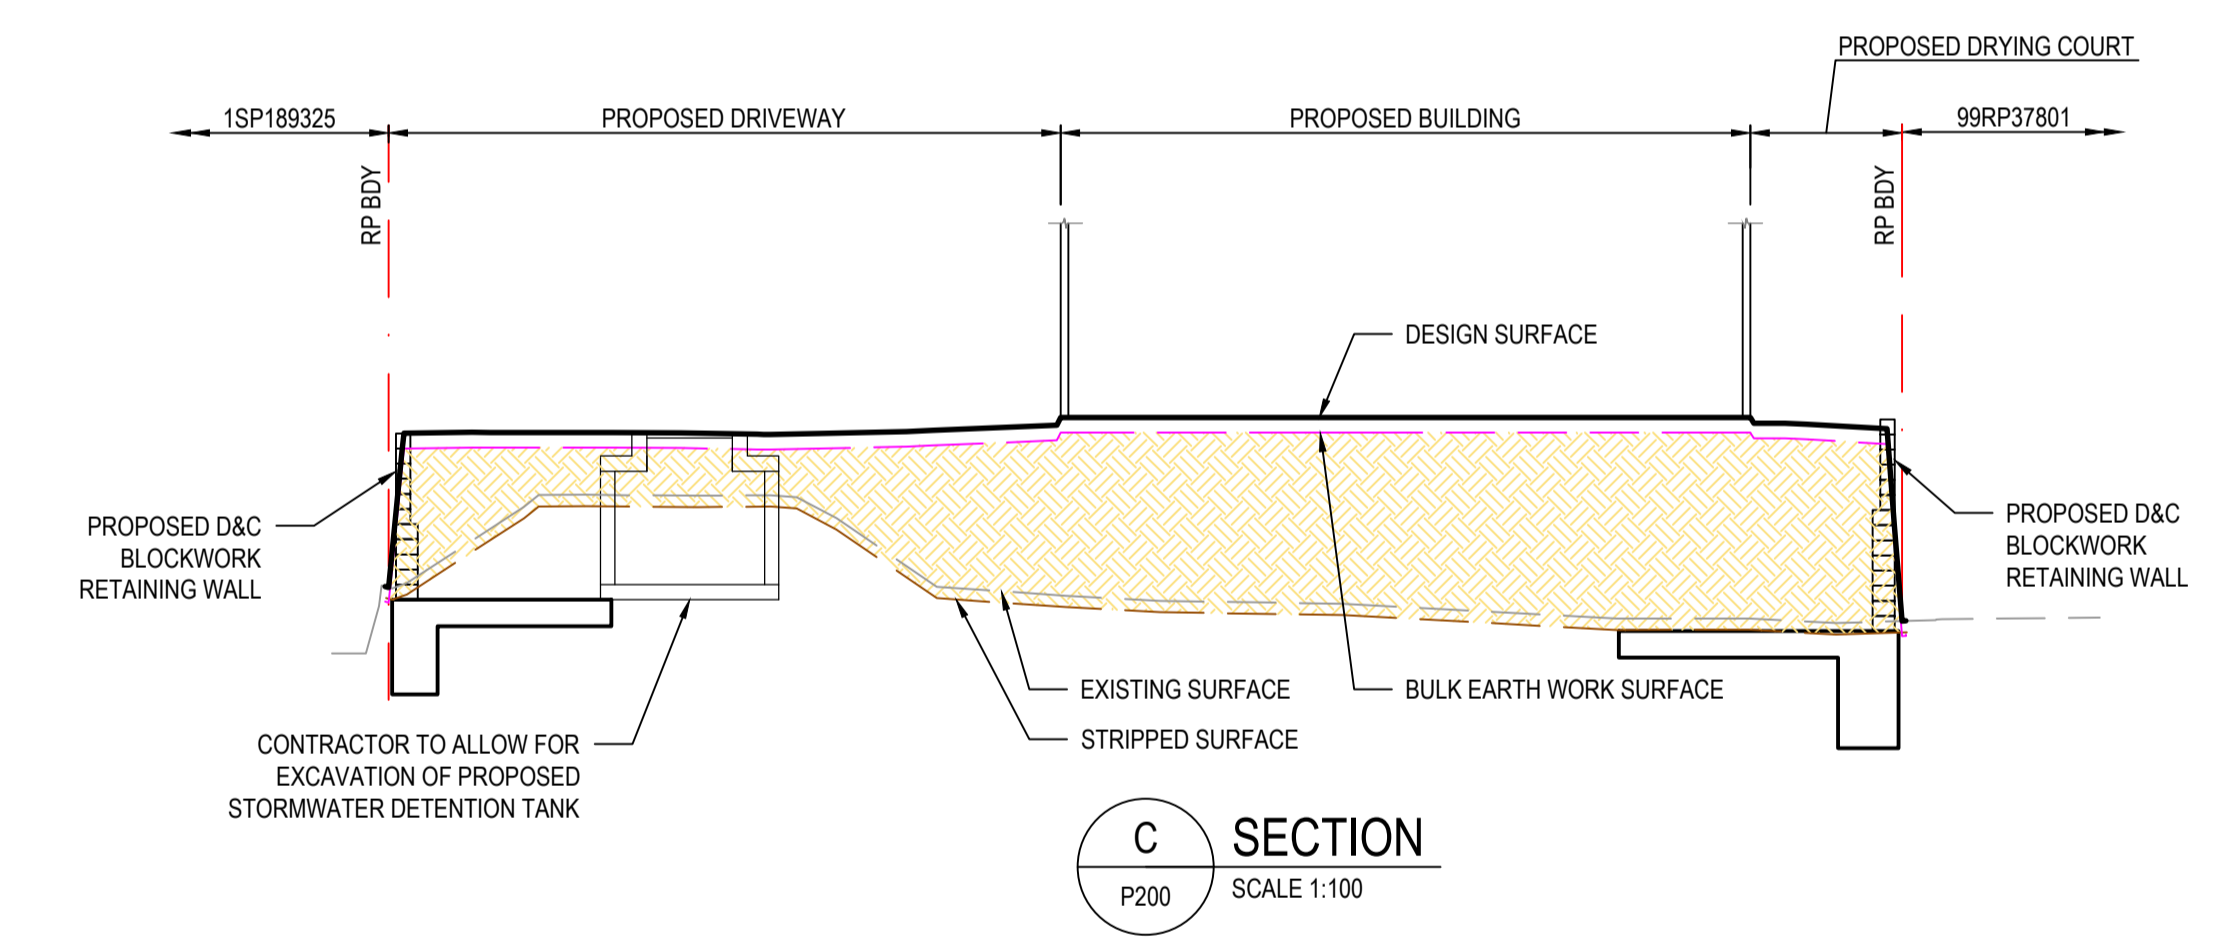 PROPOSED DRYING COURT
1SP189325
PROPOSED DRIVEWAY
PROPOSED BUILDING
99RP37801
RP BDY
RP BDY
DESIGN SURFACE
PROPOSED D&C
BLOCKWORK
RETAINING WALL
PROPOSED D&C
BLOCKWORK
RETAINING WALL
EXISTING SURFACE
BULK EARTH WORK SURFACE
STRIPPED SURFACE
CONTRACTOR TO ALLOW FOR
EXCAVATION OF PROPOSED
STORMWATER DETENTION TANK
C
SECTION
P200
SCALE 1:100